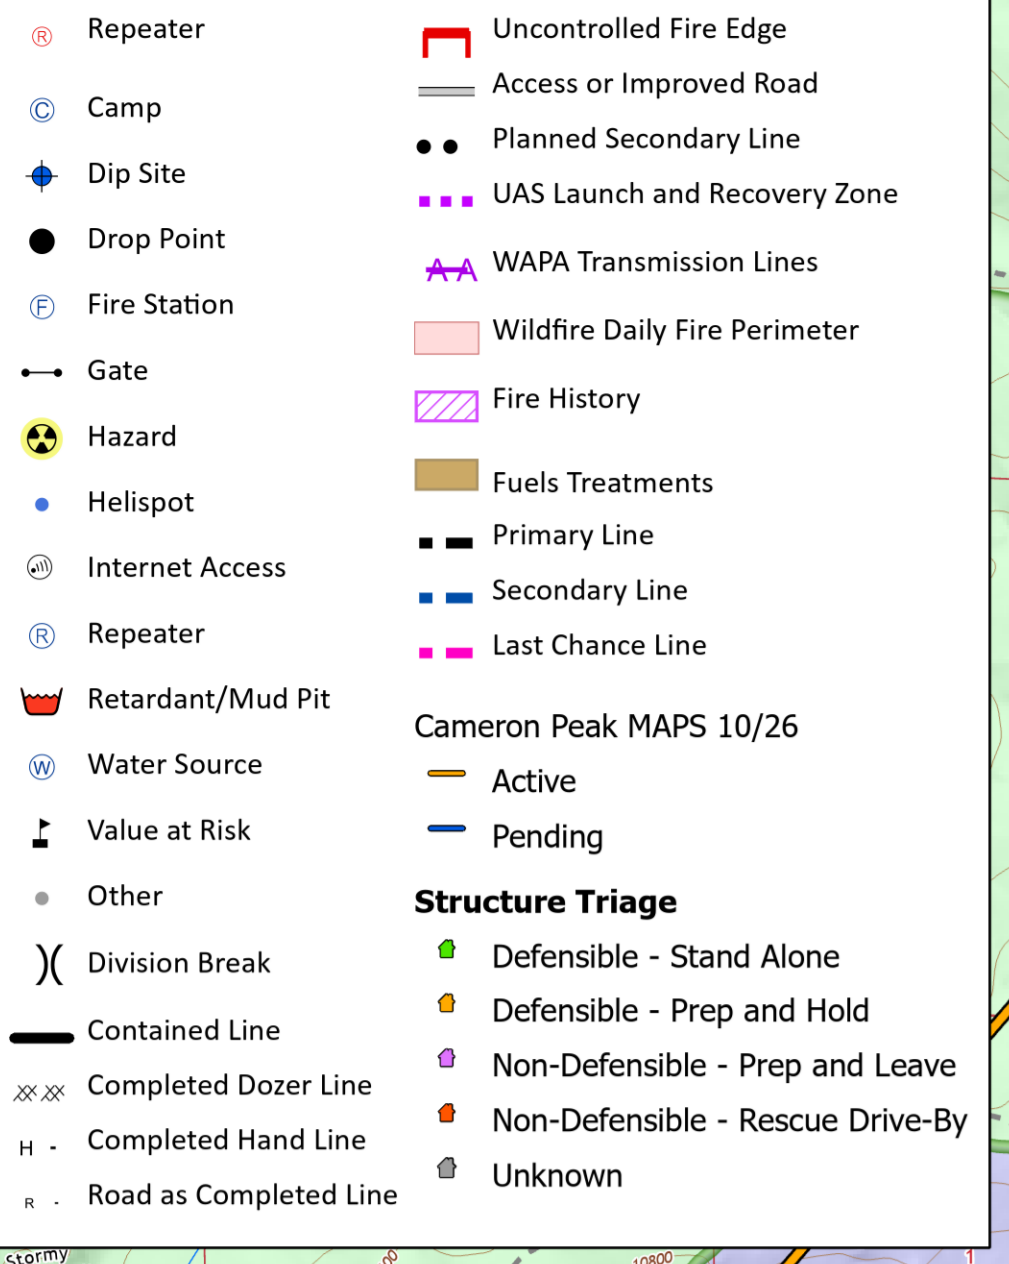 R Repeater
C Camp
Dip Site
Drop Point
F Fire Station
Gate
Hazard
Helispot
Internet Access
R Repeater
Retardant/Mud Pit
W Water Source
Value at Risk
Other
)( Division Break
Contained Line
XX XX Completed Dozer Line
H - Completed Hand Line
R - Road as Completed Line
Uncontrolled Fire Edge
Access or Improved Road
Planned Secondary Line
UAS Launch and Recovery Zone
A A WAPA Transmission Lines
Wildfire Daily Fire Perimeter
Fire History
Fuels Treatments
Primary Line
Secondary Line
Last Chance Line
Cameron Peak MAPS 10/26
Active
Pending
Structure Triage
Defensible - Stand Alone
Defensible - Prep and Hold
Non-Defensible - Prep and Leave
Non-Defensible - Rescue Drive-By
Unknown
Stormy
10800